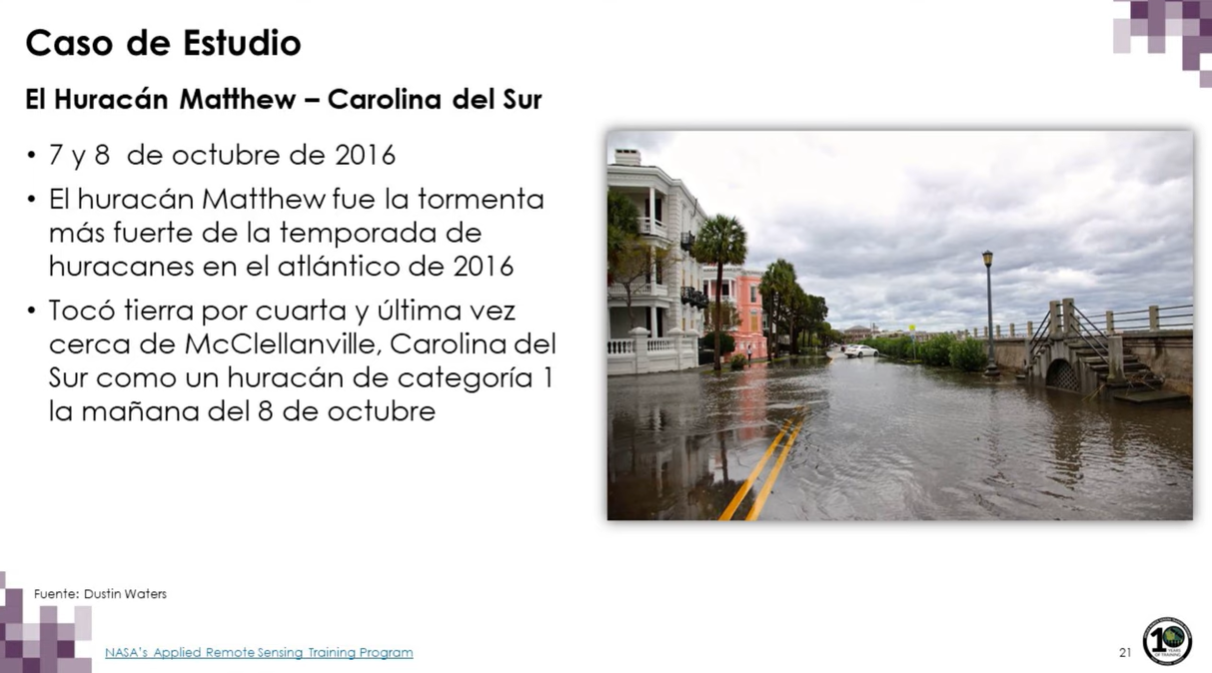 Caso de Estudio
El Huracán Matthew – Carolina del Sur
• 7 y 8  de octubre de 2016
• El huracán Matthew fue la tormenta
más fuerte de la temporada de
huracanes en el atlántico de 2016
• Tocó tierra por cuarta y última vez
cerca de McClellanville, Carolina del
Sur como un huracán de categoría 1
la mañana del 8 de octubre
Fuente: Dustin Waters
NASA's Applied Remote Sensing Training Program
21
10
YEARS
OF TRAINING